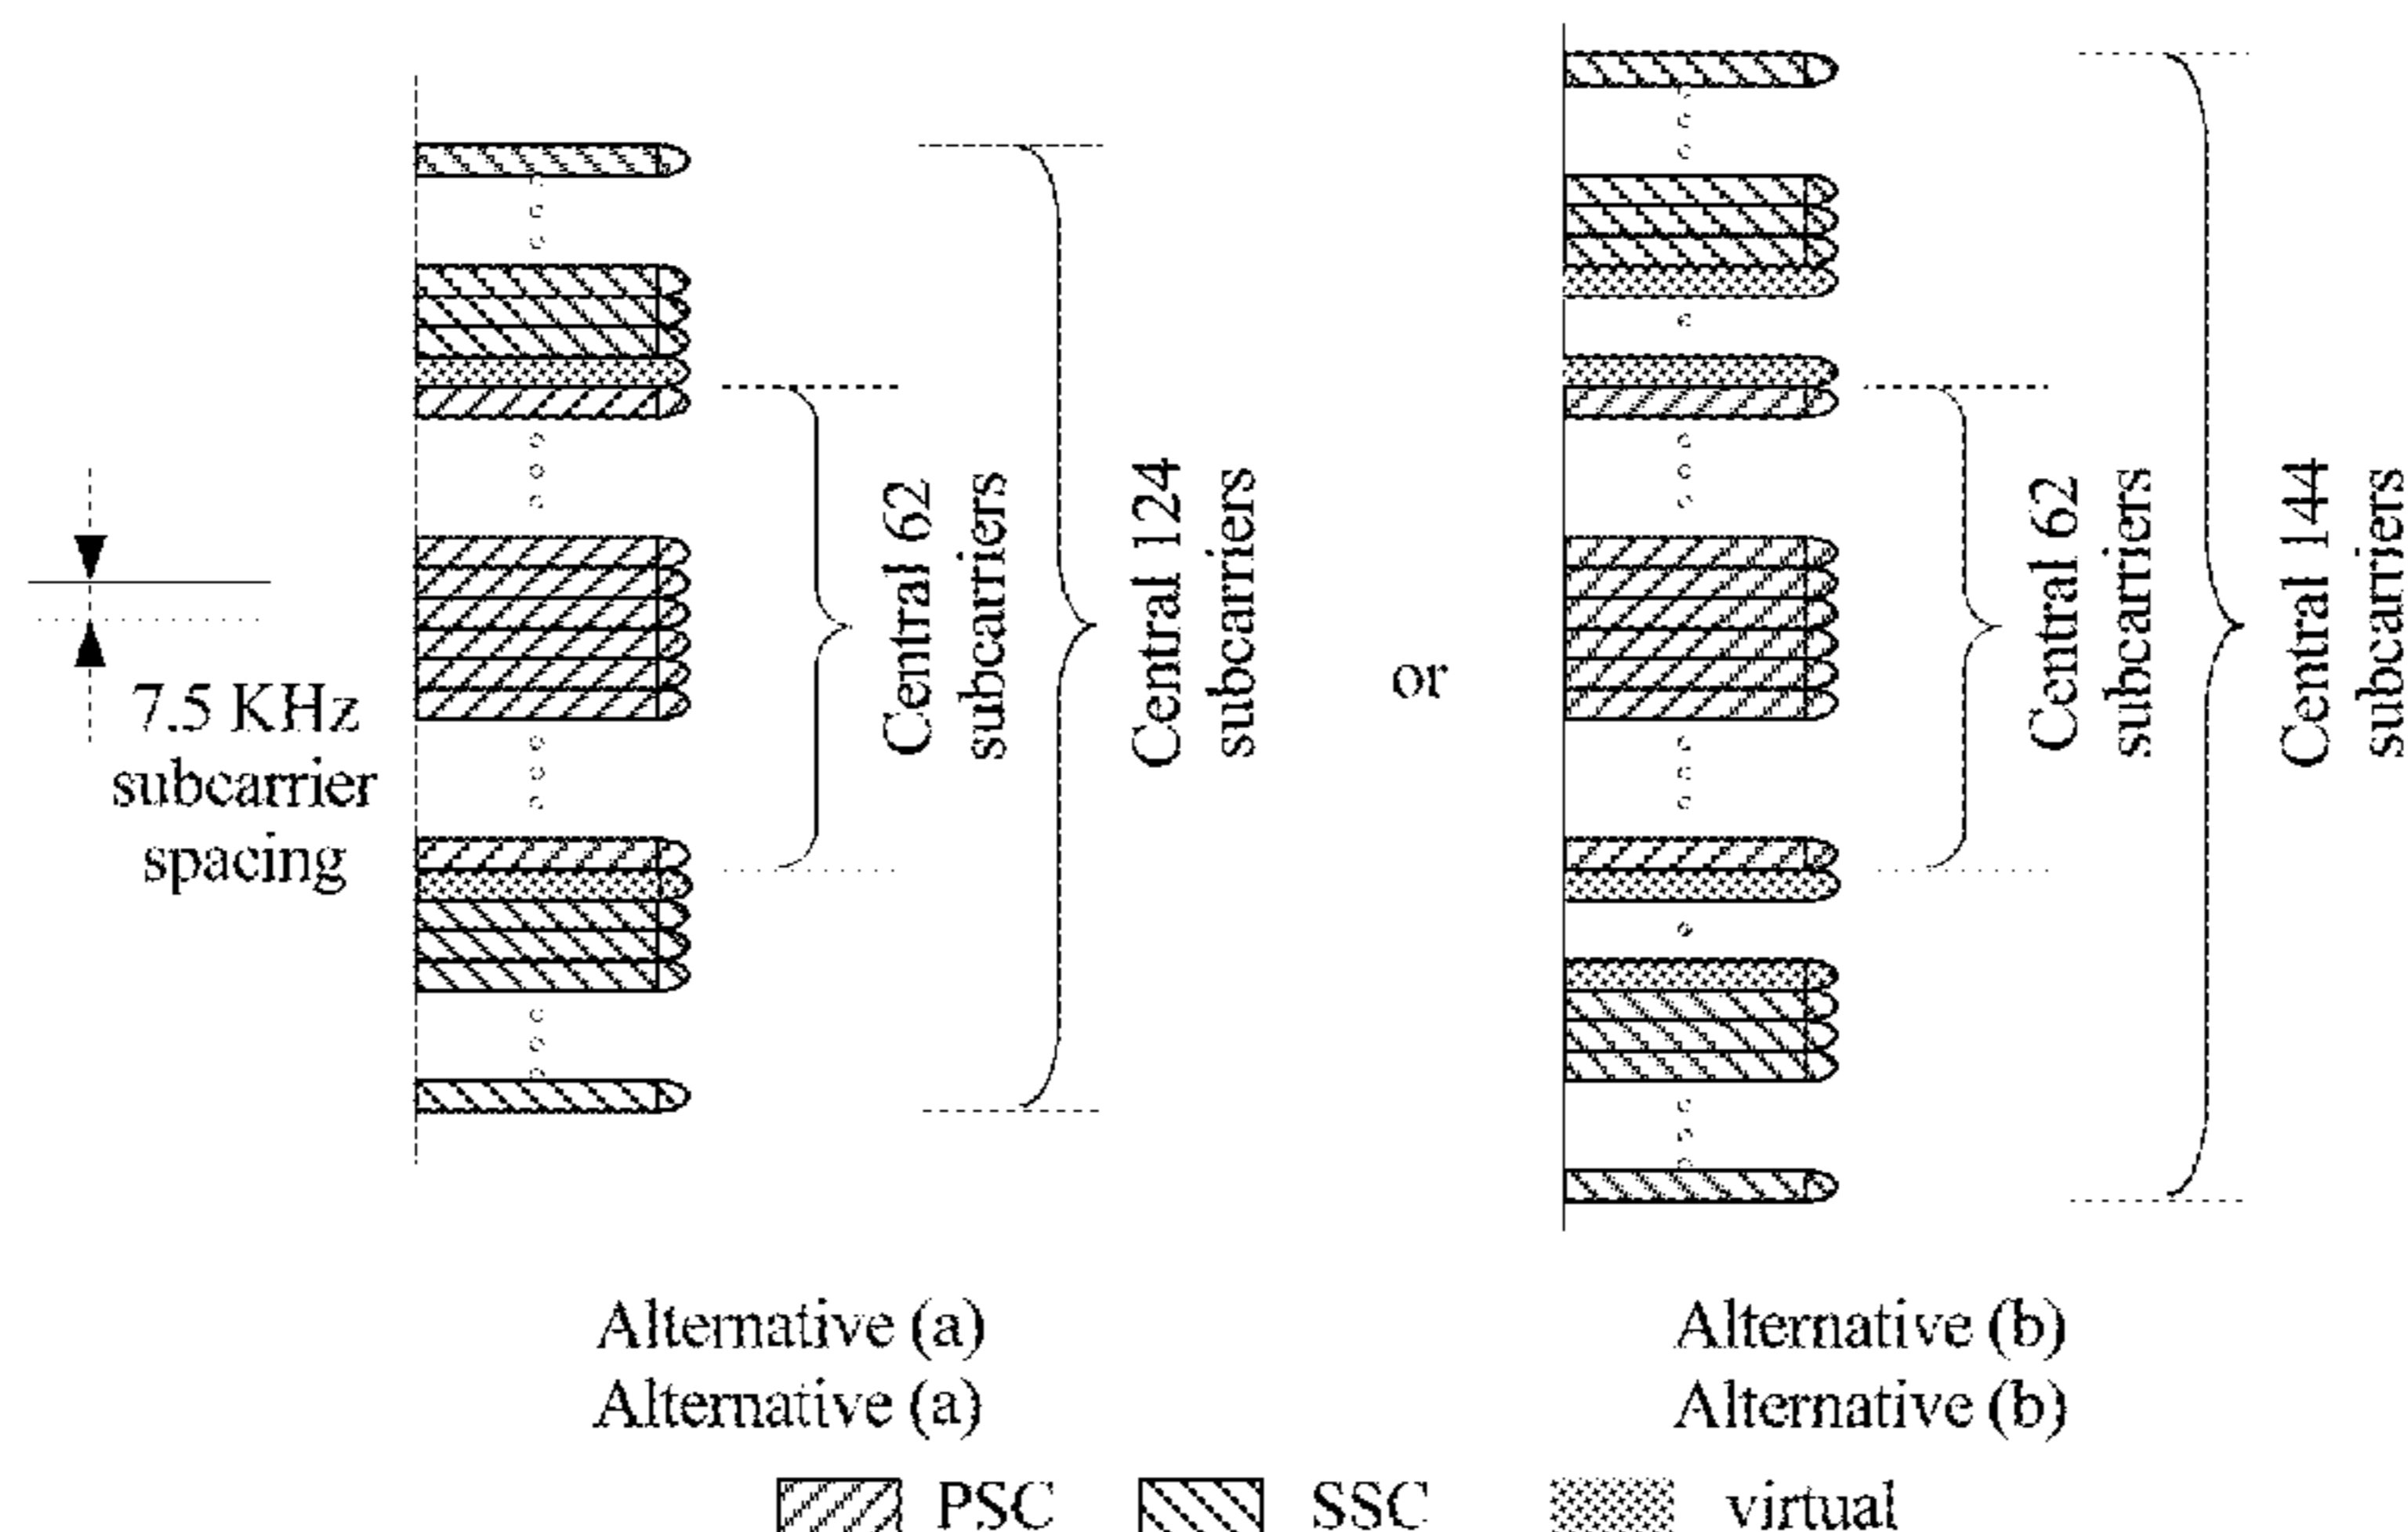 7.5 KHz
subcarrier
spacing
Central 62
subcarriers
Central 124
subcarriers
or
Central 62
subcarriers
Central 144
subcarriers
Alternative (a)
Alternative (a)
Alternative (b)
Alternative (b)
PSC
SSC
virtual